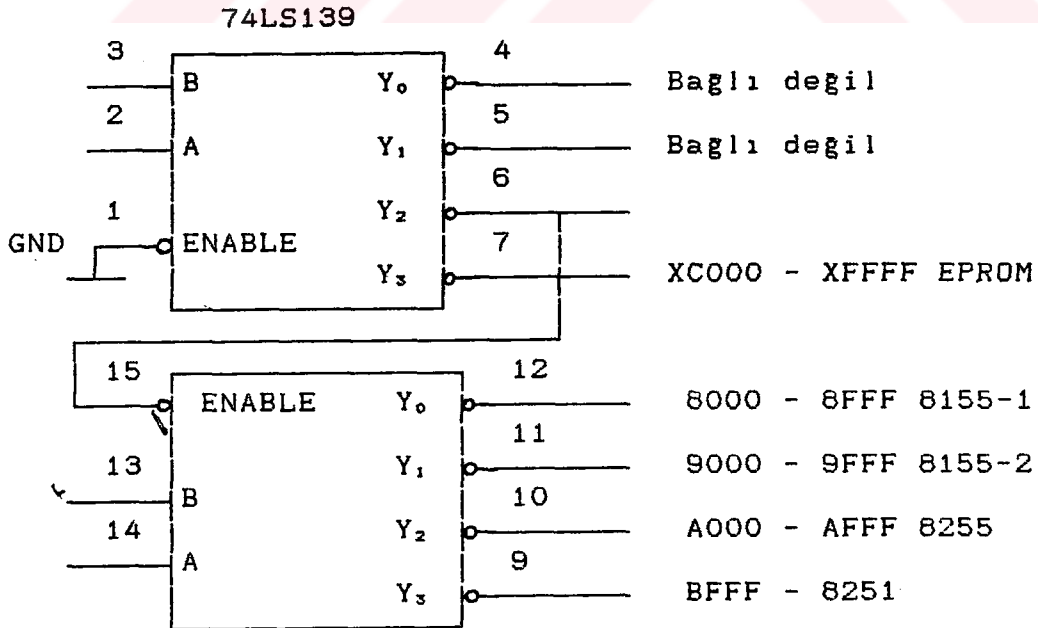 74LS139
3 4
B Y₀ Bağlı değil
2 5
A Y₁ Bağlı değil
6
1 Y₂
GND ENABLE 7
Y₃ XC000 - XFFFF EPROM
15 12
ENABLE Y₀ 8000 - 8FFF 8155-1
11
13 Y₁ 9000 - 9FFF 8155-2
B 10
14 Y₂ A000 - AFFF 8255
A 9
Y₃ BFFF - 8251